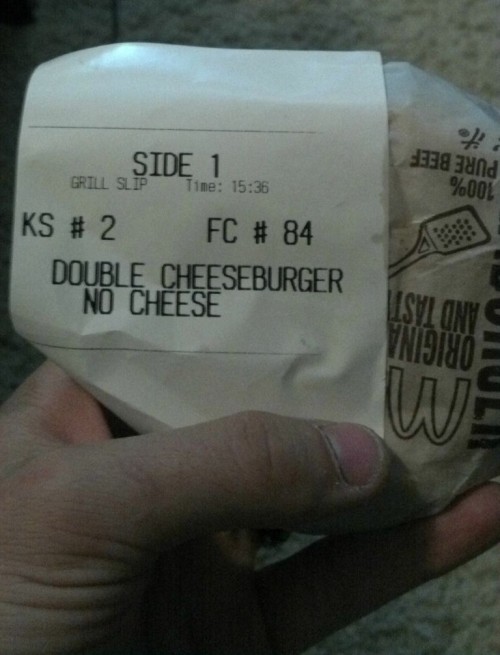 SIDE 1
GRILL SLIP Time: 15:36
KS # 2 FC # 84
DOUBLE CHEESEBURGER
NO CHEESE
100%
PURE BEEF
ORIGINAL
AND TAST